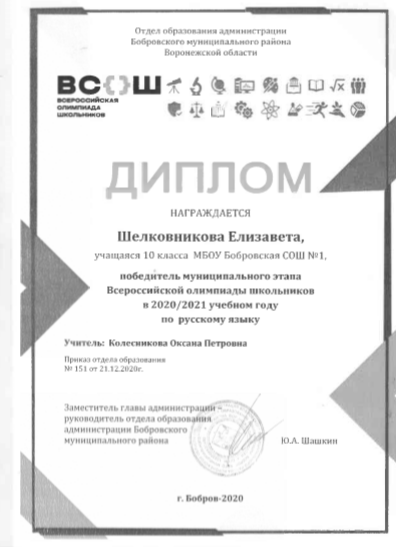 Отдел образования администрации
Бобровского муниципального района
Воронежской области
ВСОШ
ВСЕРОССИЙСКАЯ
ОЛИМПИАДА
ШКОЛЬНИКОВ
ДИПЛОМ
НАГРАЖДАЕТСЯ
Шелковникова Елизавета,
учащаяся 10 класса МБОУ Бобровская СОШ №1,
победитель муниципального этапа
Всероссийской олимпиады школьников
в 2020/2021 учебном году
по русскому языку
Учитель: Колесникова Оксана Петровна
Приказ отдела образования
№ 151 от 21.12.2020г.
Заместитель главы администрации –
руководитель отдела образования
администрации Бобровского
муниципального района
Ю.А. Шашкин
г. Бобров-2020